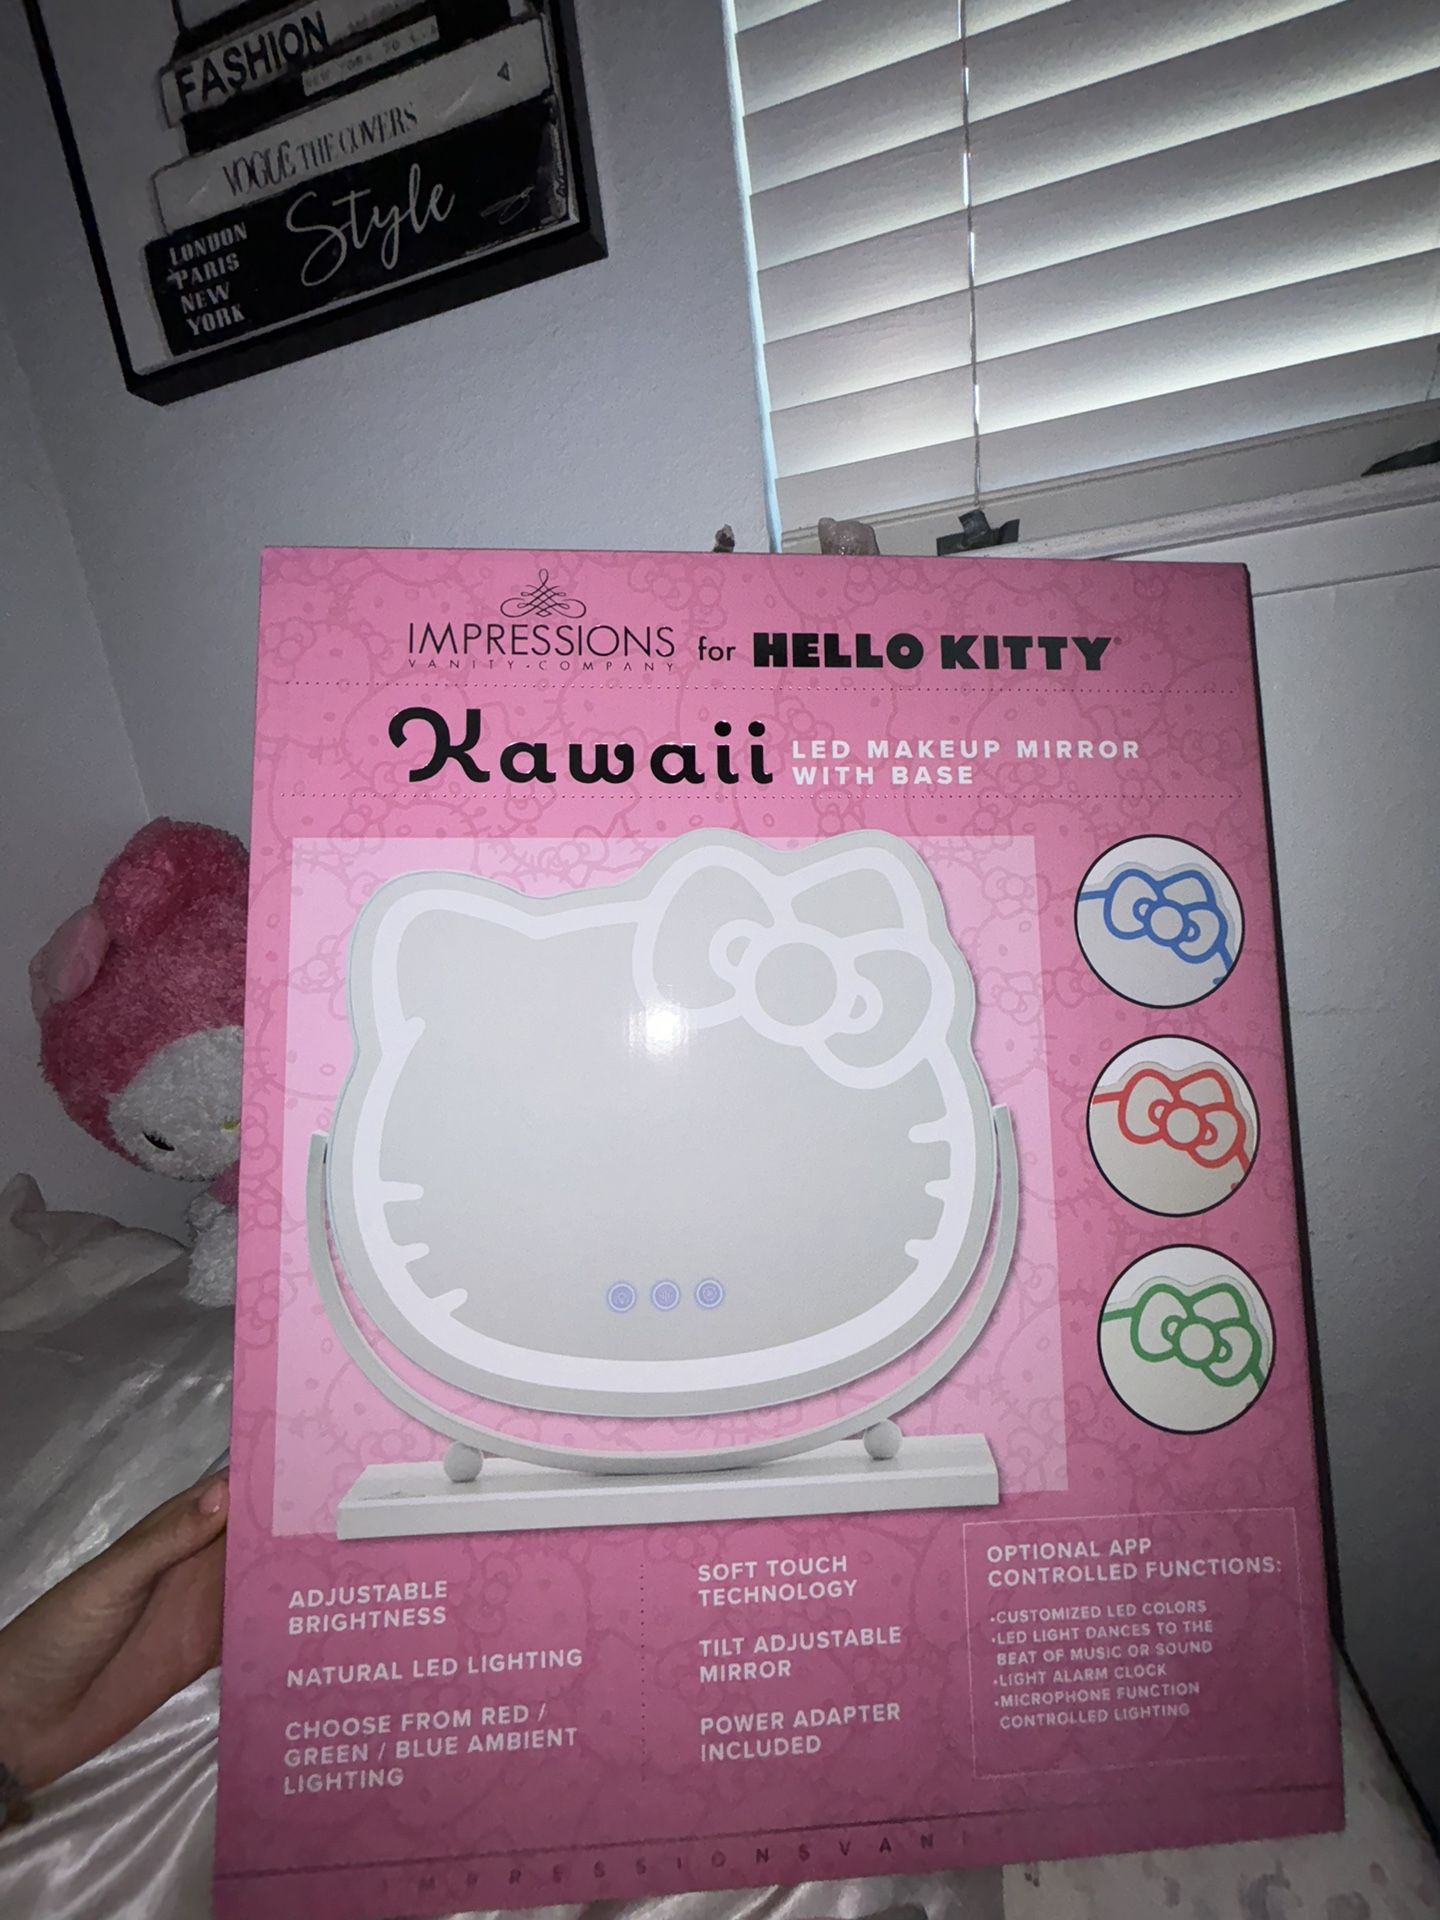 FASHION
NEW YORK
VOGUE THE COVERS
Style
LONDON
PARIS
NEW
YORK
IMPRESSIONS
VANITY·COMPANY
for HELLO KITTY
Kawaii
LED MAKEUP MIRROR
WITH BASE
ADJUSTABLE
BRIGHTNESS
NATURAL LED LIGHTING
CHOOSE FROM RED /
GREEN / BLUE AMBIENT
LIGHTING
SOFT TOUCH
TECHNOLOGY
TILT ADJUSTABLE
MIRROR
POWER ADAPTER
INCLUDED
OPTIONAL APP
CONTROLLED FUNCTIONS:
•CUSTOMIZED LED COLORS
•LED LIGHT DANCES TO THE
BEAT OF MUSIC OR SOUND
•LIGHT ALARM CLOCK
•MICROPHONE FUNCTION
CONTROLLED LIGHTING
IMPRESSIONSVANI